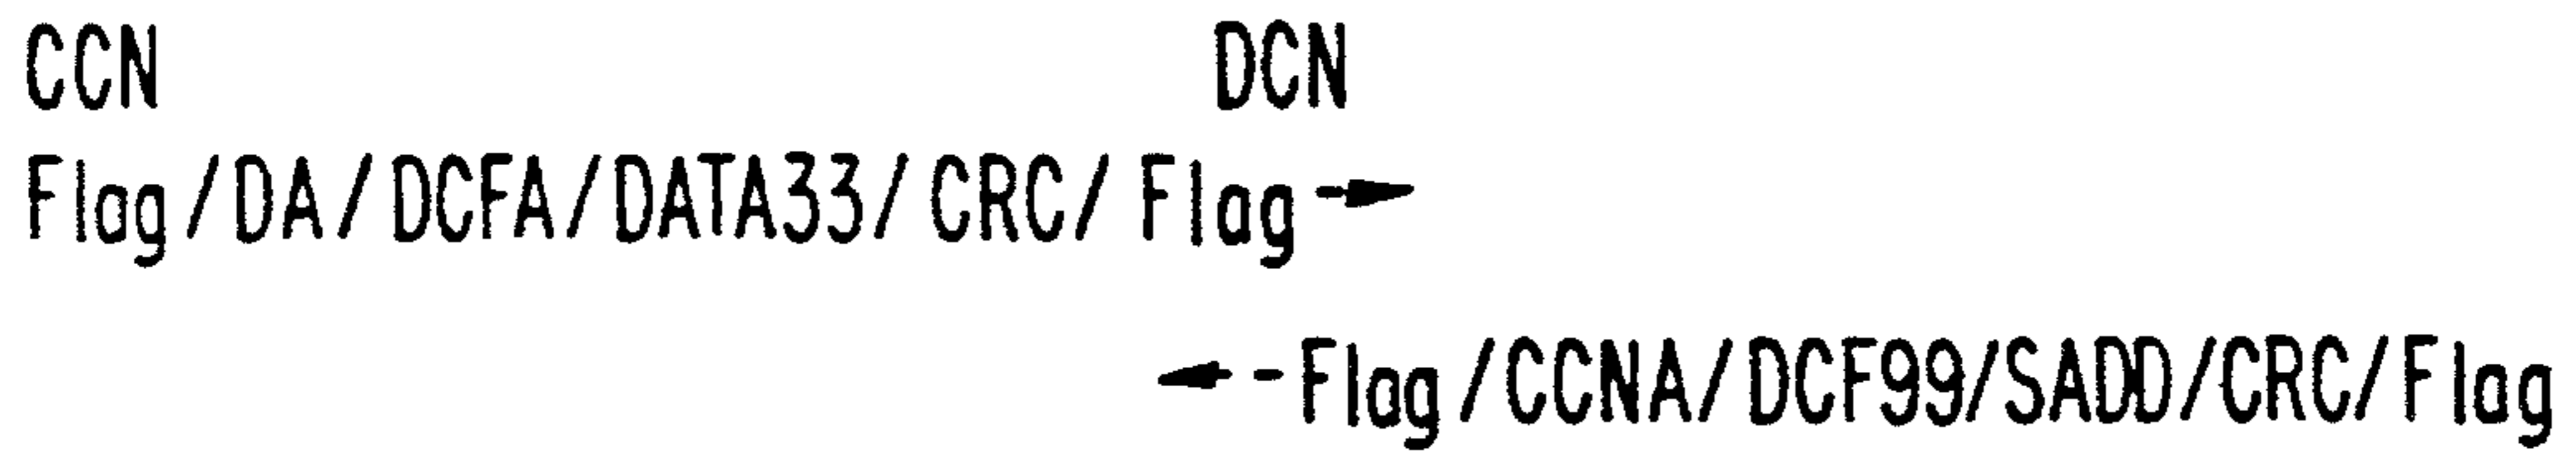 CCN DCN
Flag/DA/DCFA/DATA33/CRC/Flag
Flag/CCNA/DCF99/SADD/CRC/Flag